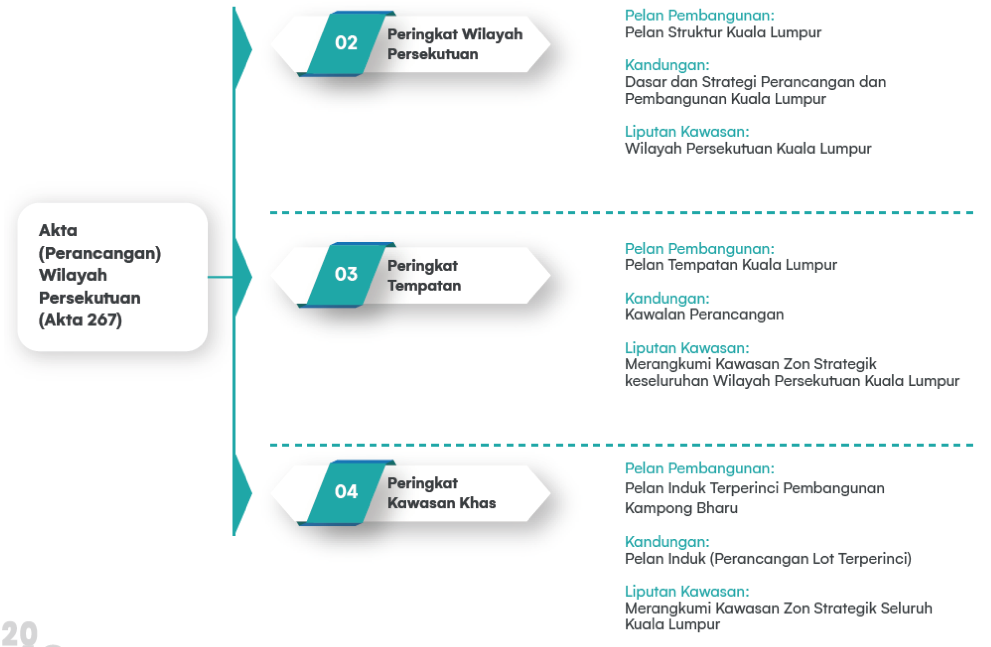 Akta
(Perancangan)
Wilayah
Persekutuan
(Akta 267)
02
Peringkat Wilayah
Persekutuan
Pelan Pembangunan:
Pelan Struktur Kuala Lumpur
Kandungan:
Dasar dan Strategi Perancangan dan
Pembangunan Kuala Lumpur
Liputan Kawasan:
Wilayah Persekutuan Kuala Lumpur
03
Peringkat
Tempatan
Pelan Pembangunan:
Pelan Tempatan Kuala Lumpur
Kandungan:
Kawalan Perancangan
Liputan Kawasan:
Merangkumi Kawasan Zon Strategik
keseluruhan Wilayah Persekutuan Kuala Lumpur
04
Peringkat
Kawasan Khas
Pelan Pembangunan:
Pelan Induk Terperinci Pembangunan
Kampong Bharu
Kandungan:
Pelan Induk (Perancangan Lot Terperinci)
Liputan Kawasan:
Merangkumi Kawasan Zon Strategik Seluruh
Kuala Lumpur
20